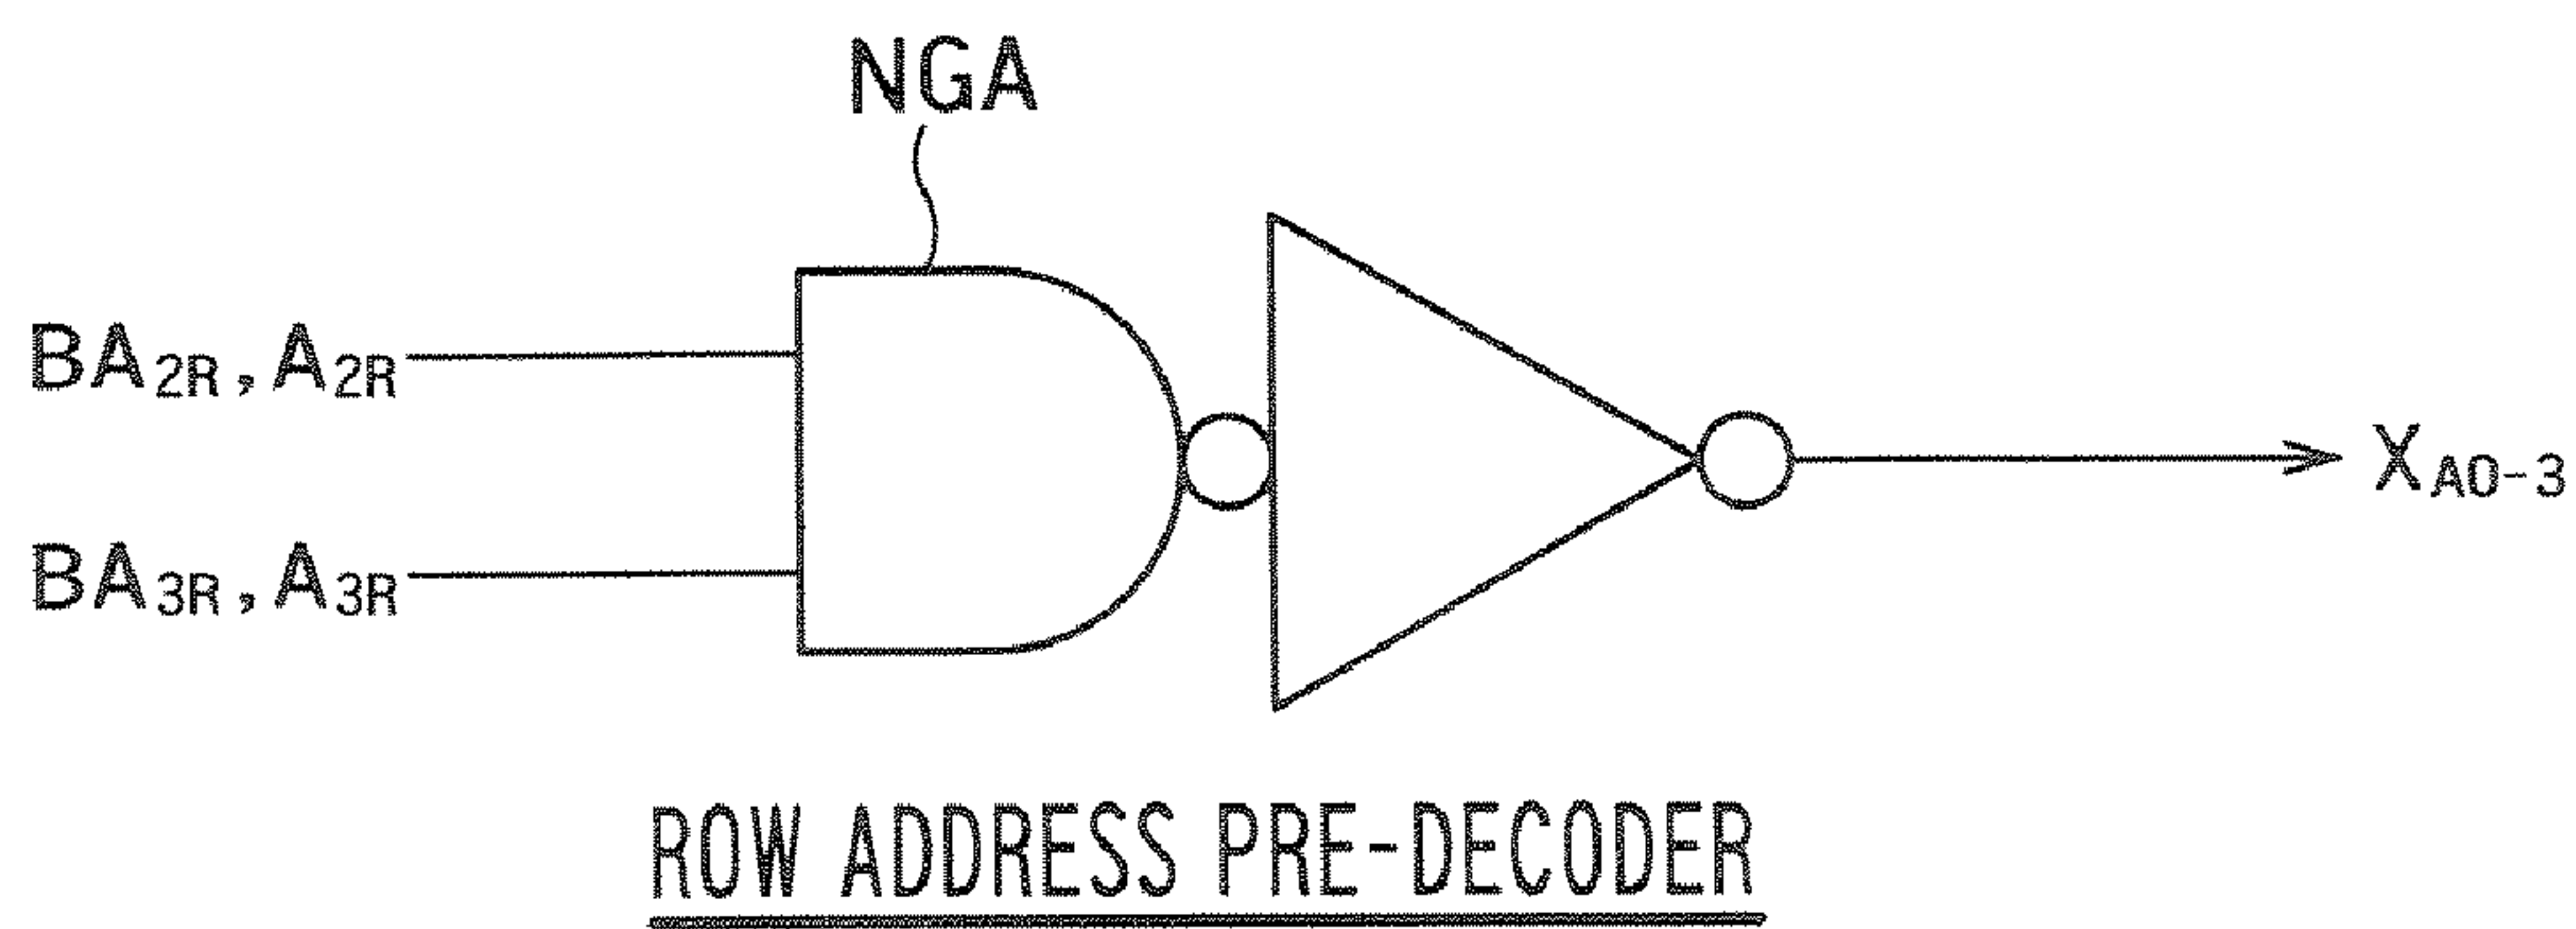 NGA
BA2R, A2R
BA3R, A3R
XA0-3
ROW ADDRESS PRE-DECODER